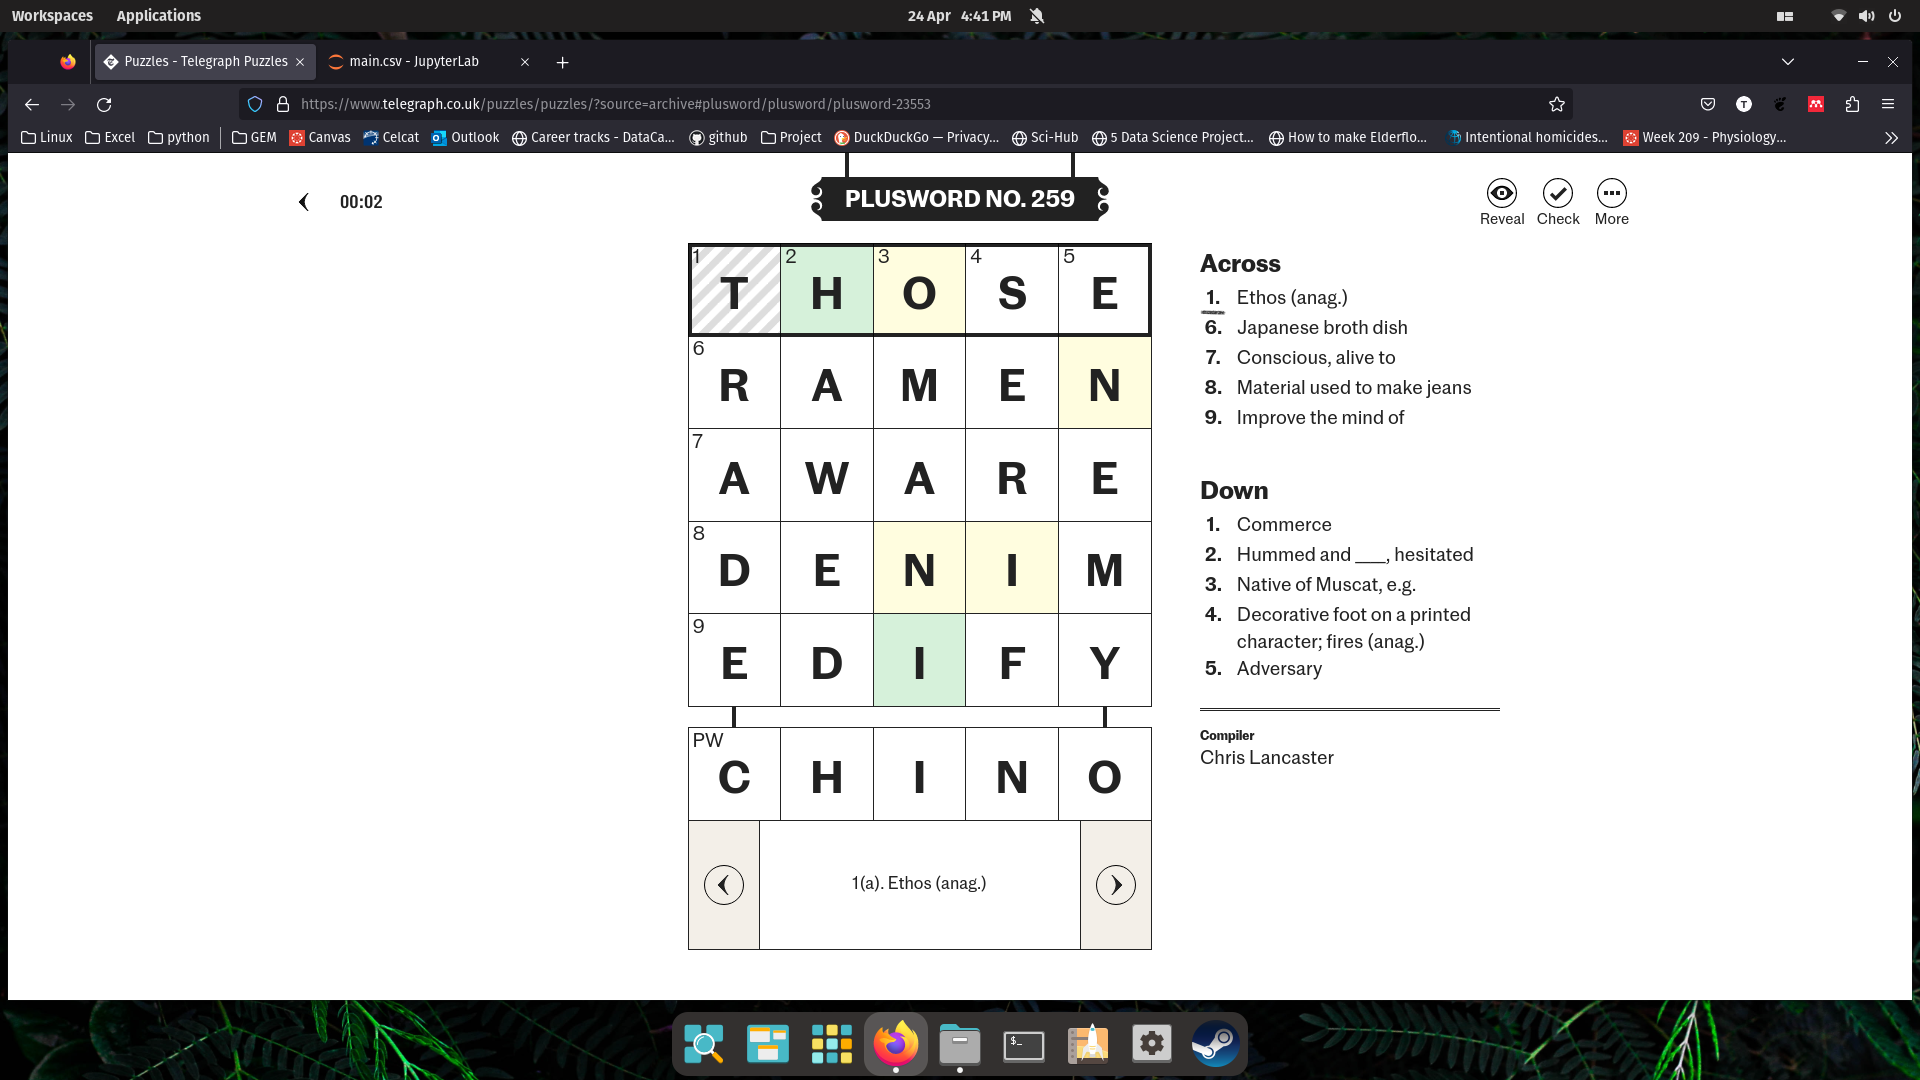 Workspaces Applications 24 Apr 4:41 PM
Puzzles - Telegraph Puzzles main.csv - JupyterLab
https://www.telegraph.co.uk/puzzles/puzzles/?source=archive#plusword/plusword/plusword-23553
Linux Excel python GEM Canvas Celcat Outlook Career tracks - DataCa... github Project DuckDuckGo — Privacy... Sci-Hub 5 Data Science Project... How to make Elderflo... Intentional homicides... Week 209 - Physiology...
00:02
PLUSWORD NO. 259
Reveal Check More
1 T 2 H 3 O 4 S 5 E
6 R A M E N
7 A W A R E
8 D E N I M
9 E D I F Y
PW C H I N O
1(a). Ethos (anag.)
Across
1. Ethos (anag.)
6. Japanese broth dish
7. Conscious, alive to
8. Material used to make jeans
9. Improve the mind of
Down
1. Commerce
2. Hummed and ___, hesitated
3. Native of Muscat, e.g.
4. Decorative foot on a printed
character; fires (anag.)
5. Adversary
Compiler
Chris Lancaster